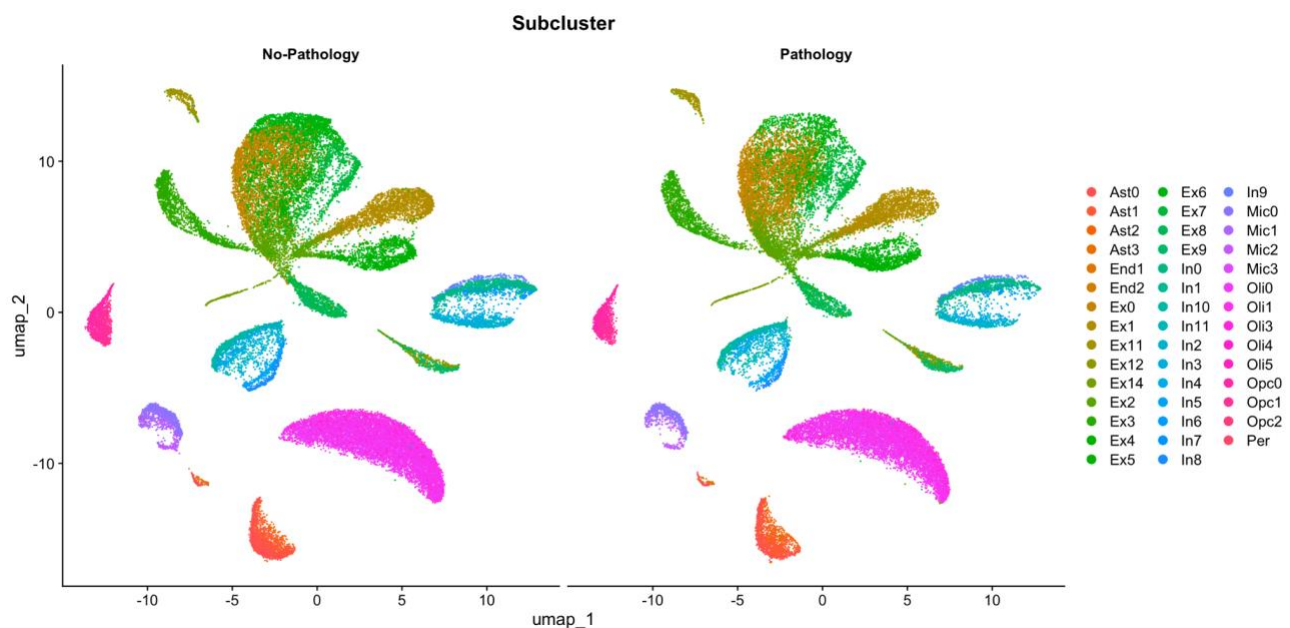 Subcluster
No-Pathology
Pathology
umap_2
10
0
-10
-10
-5
0
5
10
-10
-5
0
5
10
umap_1
Ast0
Ast1
Ast2
Ast3
End1
End2
Ex0
Ex1
Ex11
Ex12
Ex14
Ex2
Ex3
Ex4
Ex5
Ex6
Ex7
Ex8
Ex9
In0
In1
In10
In11
In2
In3
In4
In5
In6
In7
In8
In9
Mic0
Mic1
Mic2
Mic3
Oli0
Oli1
Oli3
Oli4
Oli5
Opc0
Opc1
Opc2
Per